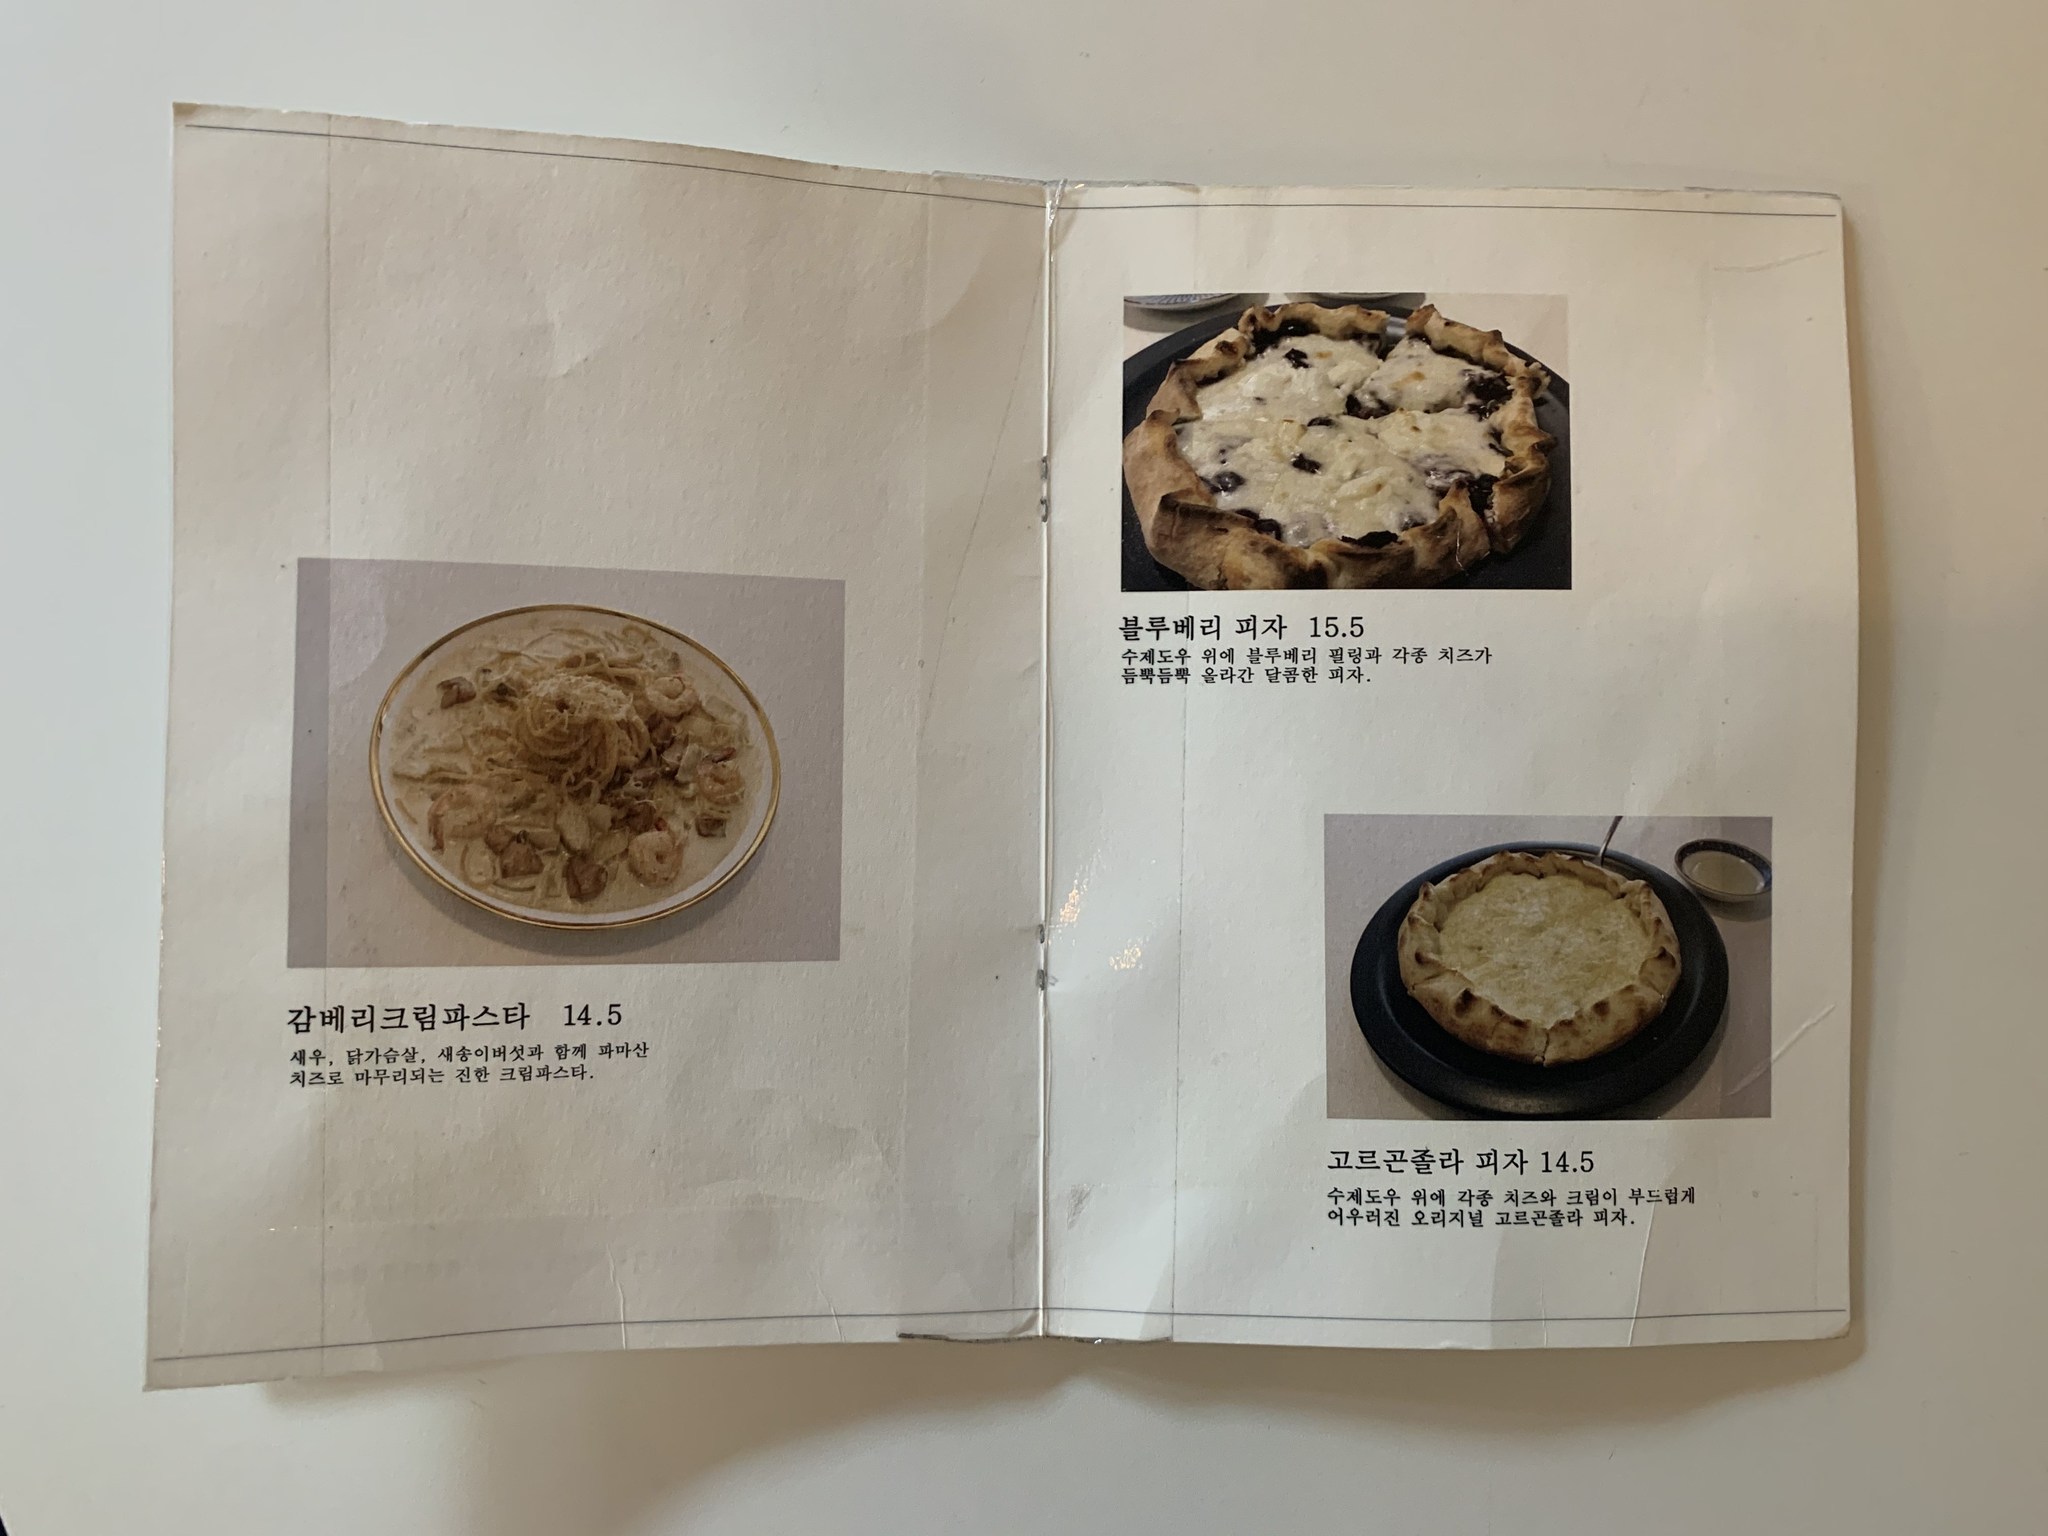 감베리크림파스타 14.5
새우, 닭가슴살, 새송이버섯과 함께 파마산
치즈로 마무리되는 진한 크림파스타.
블루베리 피자 15.5
수제도우 위에 블루베리 필링과 각종 치즈가
듬뿍듬뿍 올라간 달콤한 피자.
고르곤졸라 피자 14.5
수제도우 위에 각종 치즈와 크림이 부드럽게
어우러진 오리지널 고르곤졸라 피자.